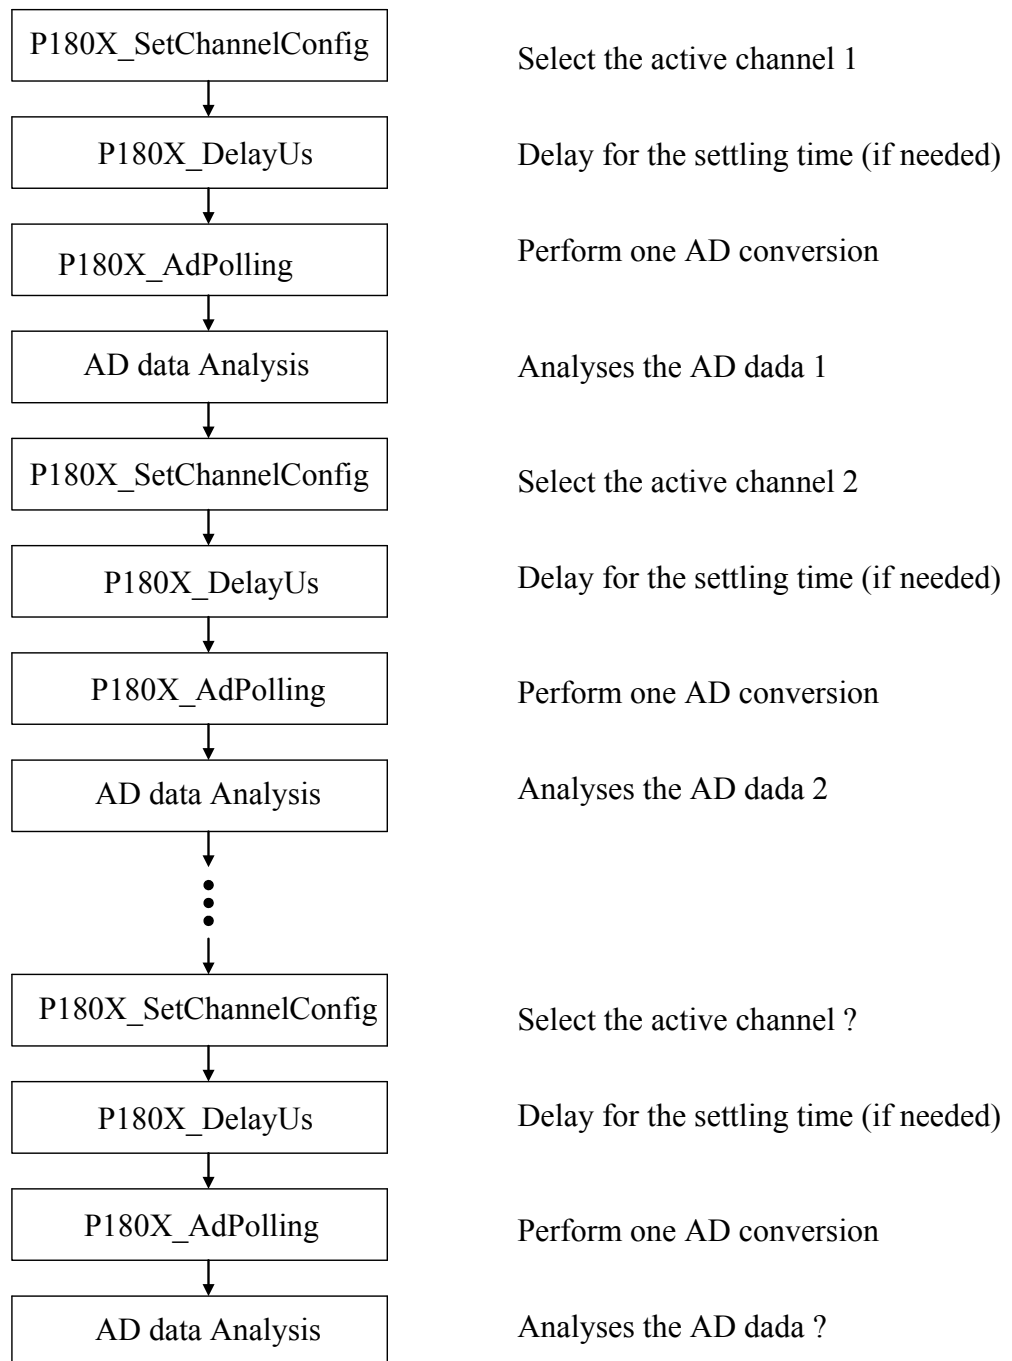 P180X_SetChannelConfig
Select the active channel 1
P180X_DelayUs
Delay for the settling time (if needed)
P180X_AdPolling
Perform one AD conversion
AD data Analysis
Analyses the AD dada 1
P180X_SetChannelConfig
Select the active channel 2
P180X_DelayUs
Delay for the settling time (if needed)
P180X_AdPolling
Perform one AD conversion
AD data Analysis
Analyses the AD dada 2
P180X_SetChannelConfig
Select the active channel ?
P180X_DelayUs
Delay for the settling time (if needed)
P180X_AdPolling
Perform one AD conversion
AD data Analysis
Analyses the AD dada ?